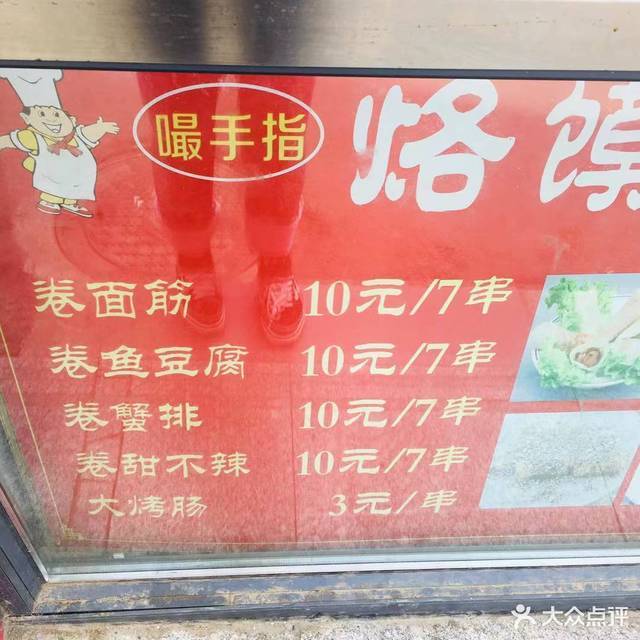 嘬手指
烙馍
卷面筋 10元/7串
卷鱼豆腐 10元/7串
卷蟹排 10元/7串
卷甜不辣 10元/7串
大烤肠 3元/串
大众点评